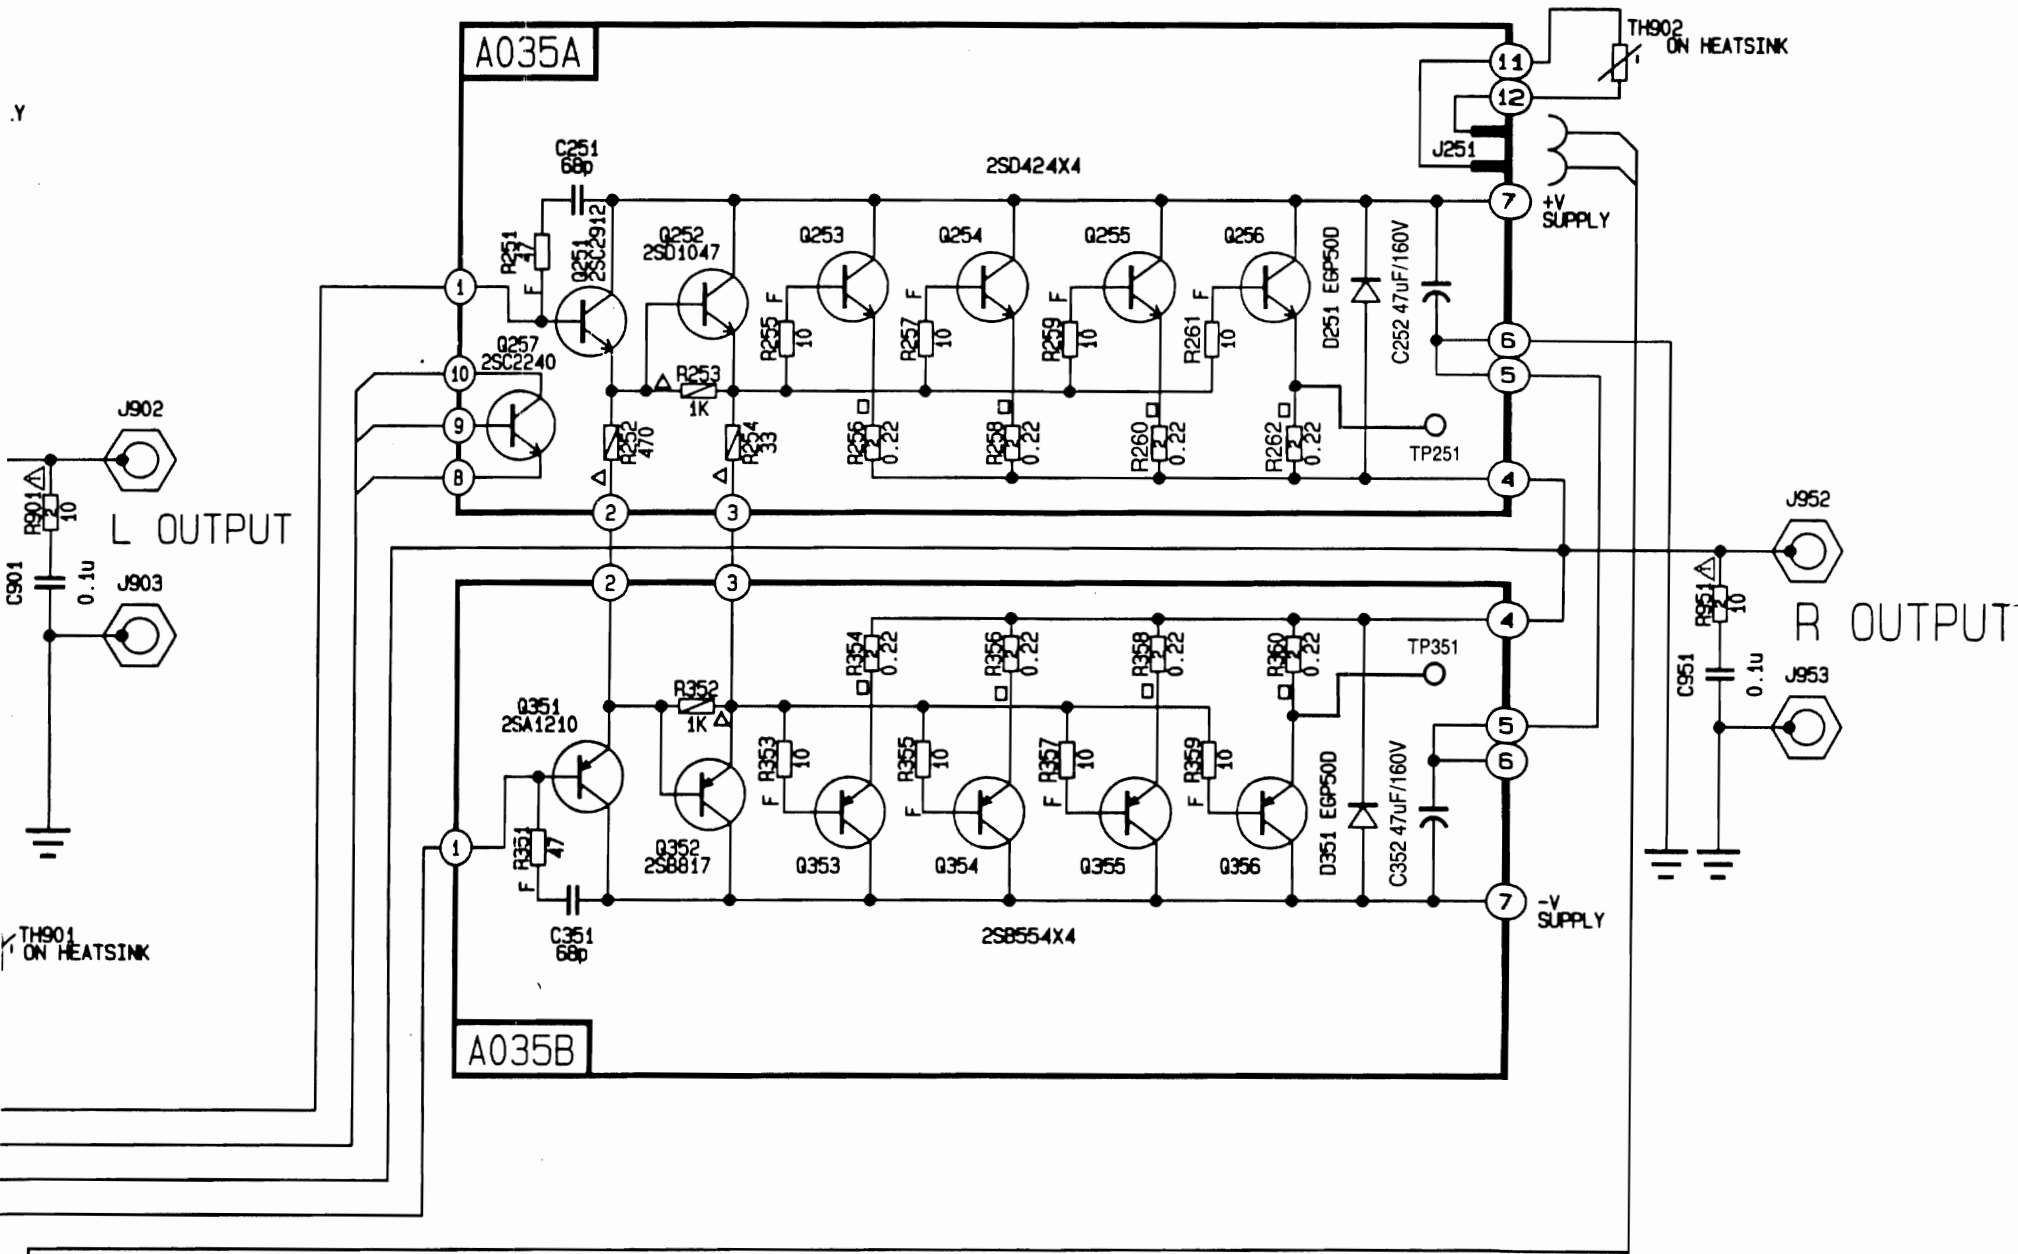 A035A
TH902
ON HEATSINK
.Y
11
12
J251
C251
68p
2SD424X4
7
+V
SUPPLY
R251
47
F
Q251
2SC2912
Q252
2SD1047
Q253
Q254
Q255
Q256
D251 EGP50D
C252 47uF/160V
1
F
R255
10
F
R257
10
F
R259
10
F
R261
10
6
5
Q257
2SC2240
10
9
8
R253
1K
R252
470
R254
33
R256
0.22
R258
0.22
R260
0.22
R262
0.22
TP251
4
2
3
J902
R901
10
L OUTPUT
C901
0.1u
J903
J952
R951
10
R OUTPUT
C951
0.1u
J953
2
3
4
R354
0.22
R356
0.22
R358
0.22
R360
0.22
TP351
Q351
2SA1210
R352
1K
R353
10
F
R355
10
F
R357
10
F
R359
10
F
5
6
D351 EGP50D
C352 47uF/160V
1
R351
47
F
Q352
2SB817
Q353
Q354
Q355
Q356
7
-V
SUPPLY
C351
68p
2SB554X4
TH901
ON HEATSINK
A035B